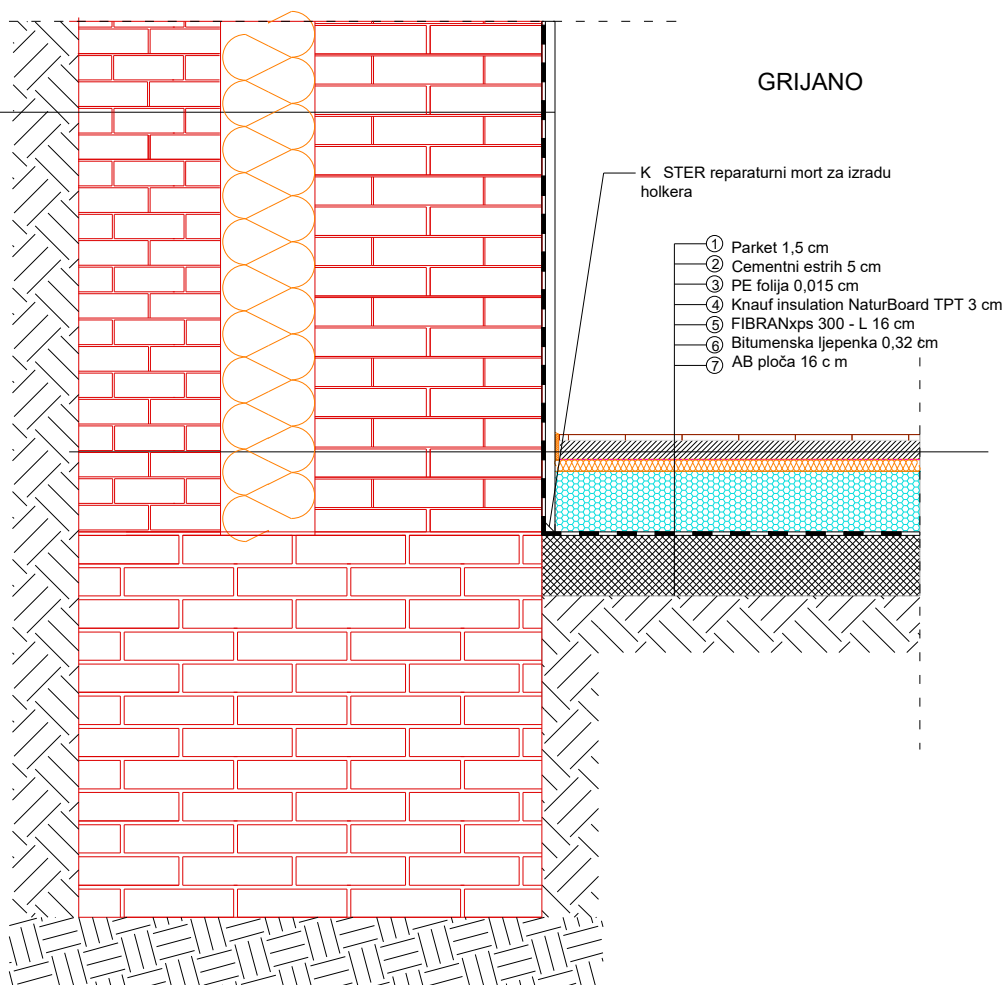 GRIJANO
K STER reparaturni mort za izradu
holkera
1 Parket 1,5 cm
2 Cementni estrih 5 cm
3 PE folija 0,015 cm
4 Knauf insulation NaturBoard TPT 3 cm
5 FIBRANxps 300 - L 16 cm
6 Bitumenska ljepenka 0,32 cm
7 AB ploča 16 c m